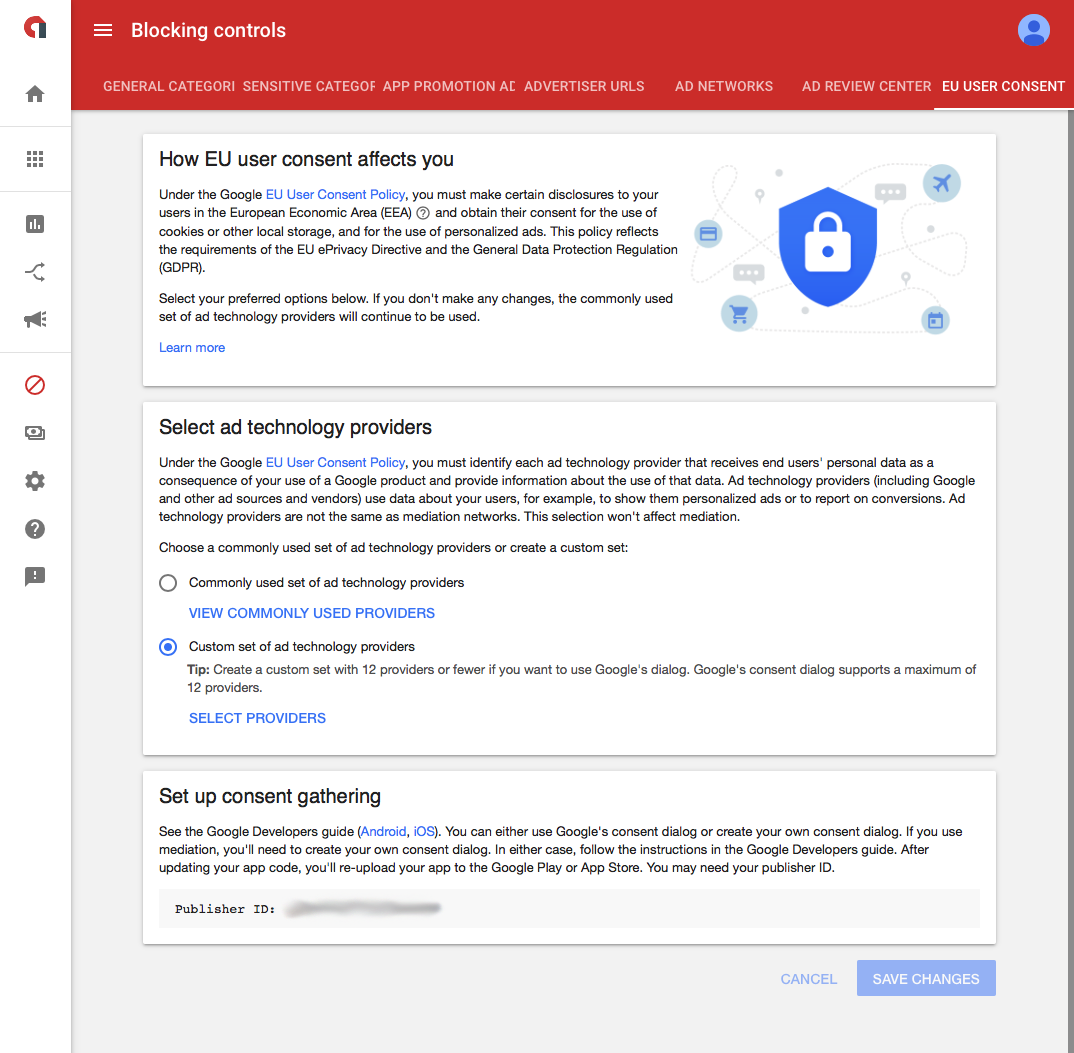 Blocking controls
GENERAL CATEGORI
SENSITIVE CATEGOR
APP PROMOTION AD
ADVERTISER URLS
AD NETWORKS
AD REVIEW CENTER
EU USER CONSENT
How EU user consent affects you
Under the Google EU User Consent Policy, you must make certain disclosures to your
users in the European Economic Area (EEA) ? and obtain their consent for the use of
cookies or other local storage, and for the use of personalized ads. This policy reflects
the requirements of the EU ePrivacy Directive and the General Data Protection Regulation
(GDPR).
Select your preferred options below. If you don't make any changes, the commonly used
set of ad technology providers will continue to be used.
Learn more
Select ad technology providers
Under the Google EU User Consent Policy, you must identify each ad technology provider that receives end users' personal data as a
consequence of your use of a Google product and provide information about the use of that data. Ad technology providers (including Google
and other ad sources and vendors) use data about your users, for example, to show them personalized ads or to report on conversions. Ad
technology providers are not the same as mediation networks. This selection won't affect mediation.
Choose a commonly used set of ad technology providers or create a custom set:
Commonly used set of ad technology providers
VIEW COMMONLY USED PROVIDERS
Custom set of ad technology providers
Tip: Create a custom set with 12 providers or fewer if you want to use Google's dialog. Google's consent dialog supports a maximum of
12 providers.
SELECT PROVIDERS
Set up consent gathering
See the Google Developers guide (Android, iOS). You can either use Google's consent dialog or create your own consent dialog. If you use
mediation, you'll need to create your own consent dialog. In either case, follow the instructions in the Google Developers guide. After
updating your app code, you'll re-upload your app to the Google Play or App Store. You may need your publisher ID.
Publisher ID:
CANCEL
SAVE CHANGES